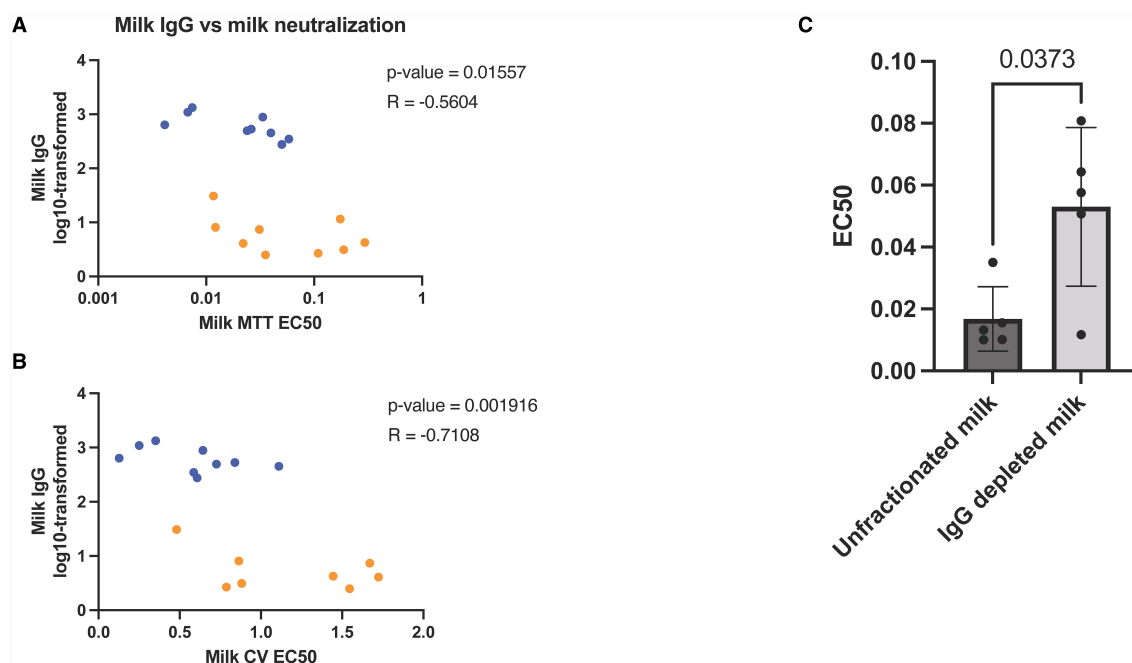 A
Milk IgG vs milk neutralization
4
3
2
1
0
Milk IgG
log10-transformed
p-value = 0.01557
R = -0.5604
0.001
0.01
0.1
1
Milk MTT EC50
B
4
3
2
1
0
Milk IgG
log10-transformed
p-value = 0.001916
R = -0.7108
0.0
0.5
1.0
1.5
2.0
Milk CV EC50
C
0.0373
0.10
0.08
0.06
0.04
0.02
0.00
EC50
Unfractionated milk
IgG depleted milk